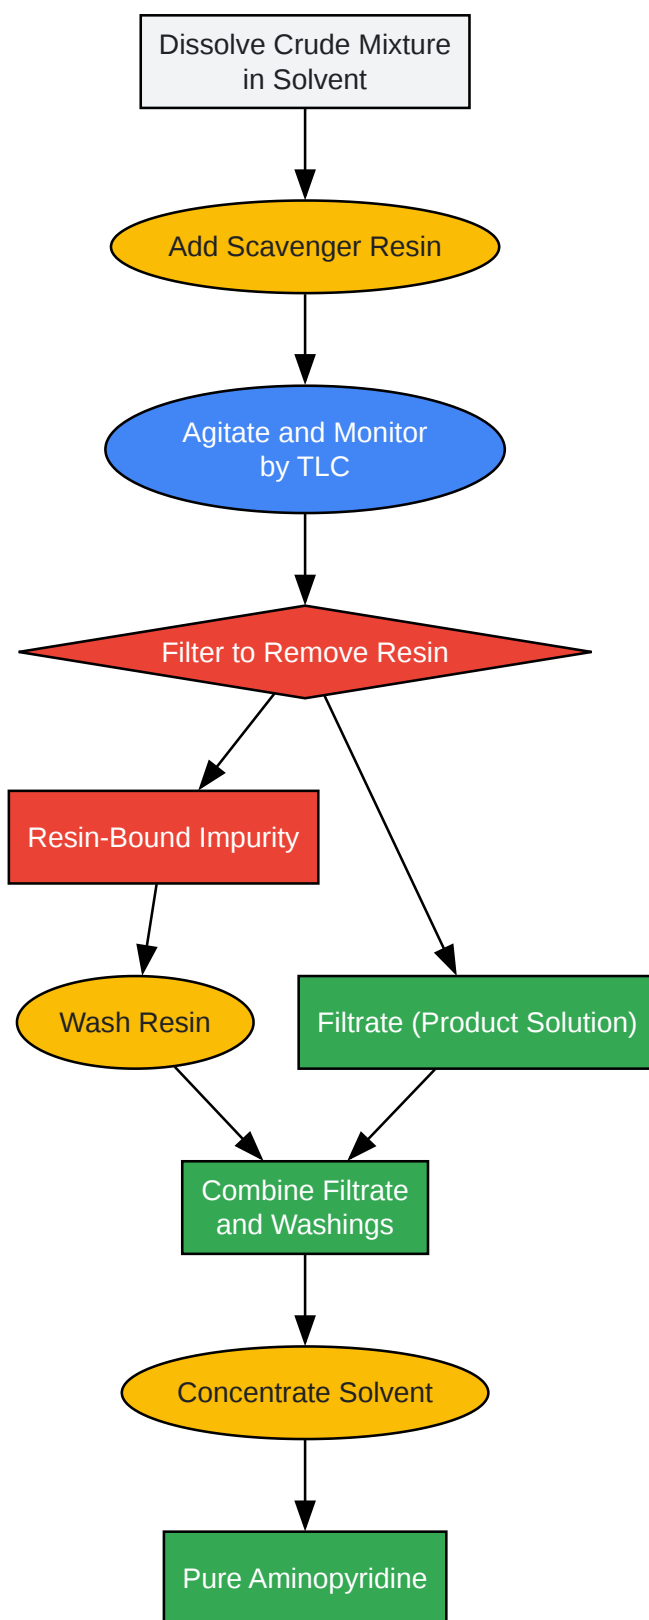 Dissolve Crude Mixture
in Solvent
Add Scavenger Resin
Agitate and Monitor
by TLC
Filter to Remove Resin
Resin-Bound Impurity
Wash Resin
Filtrate (Product Solution)
Combine Filtrate
and Washings
Concentrate Solvent
Pure Aminopyridine